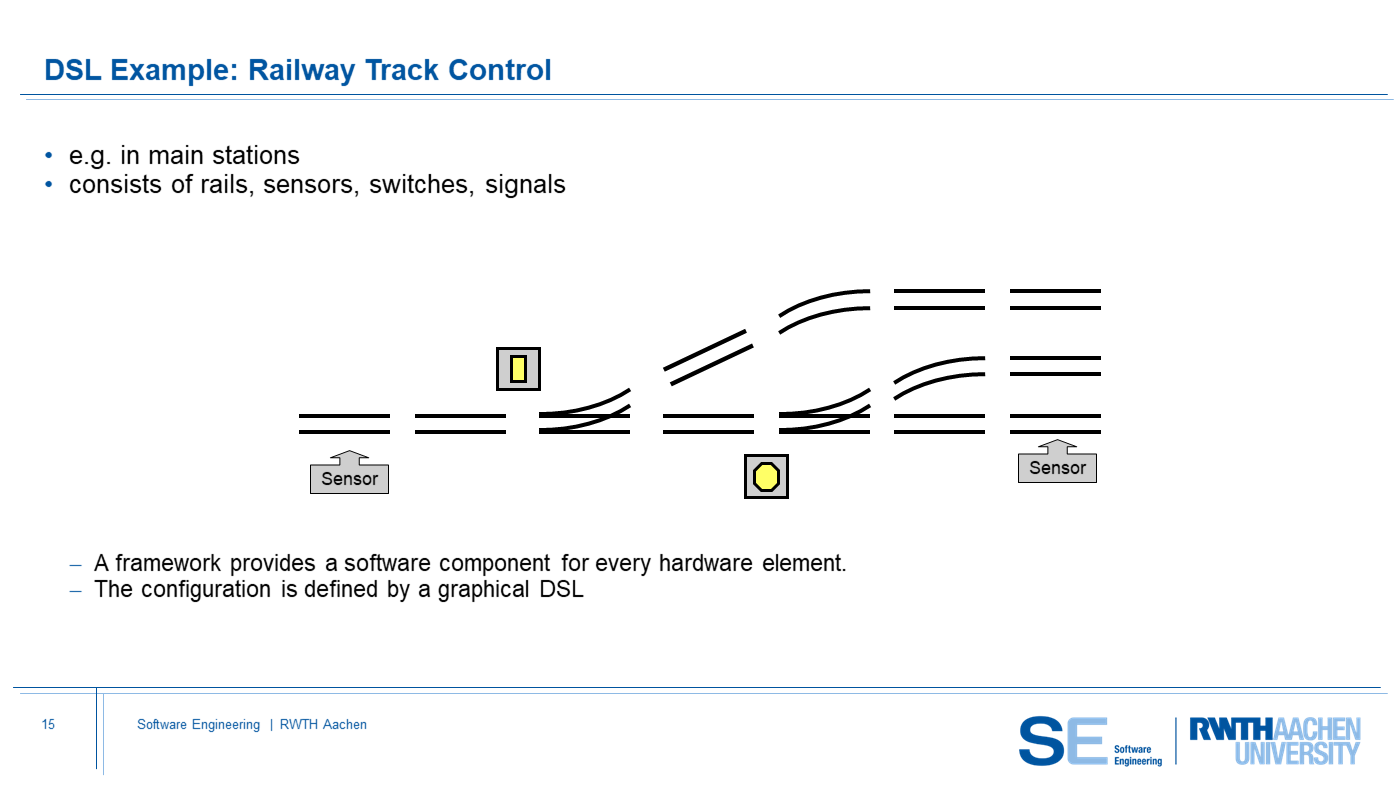 DSL Example: Railway Track Control
• e.g. in main stations
• consists of rails, sensors, switches, signals
Sensor
Sensor
– A framework provides a software component for every hardware element.
– The configuration is defined by a graphical DSL
15
Software Engineering | RWTH Aachen
SE Software
Engineering
RWTHAACHEN
UNIVERSITY